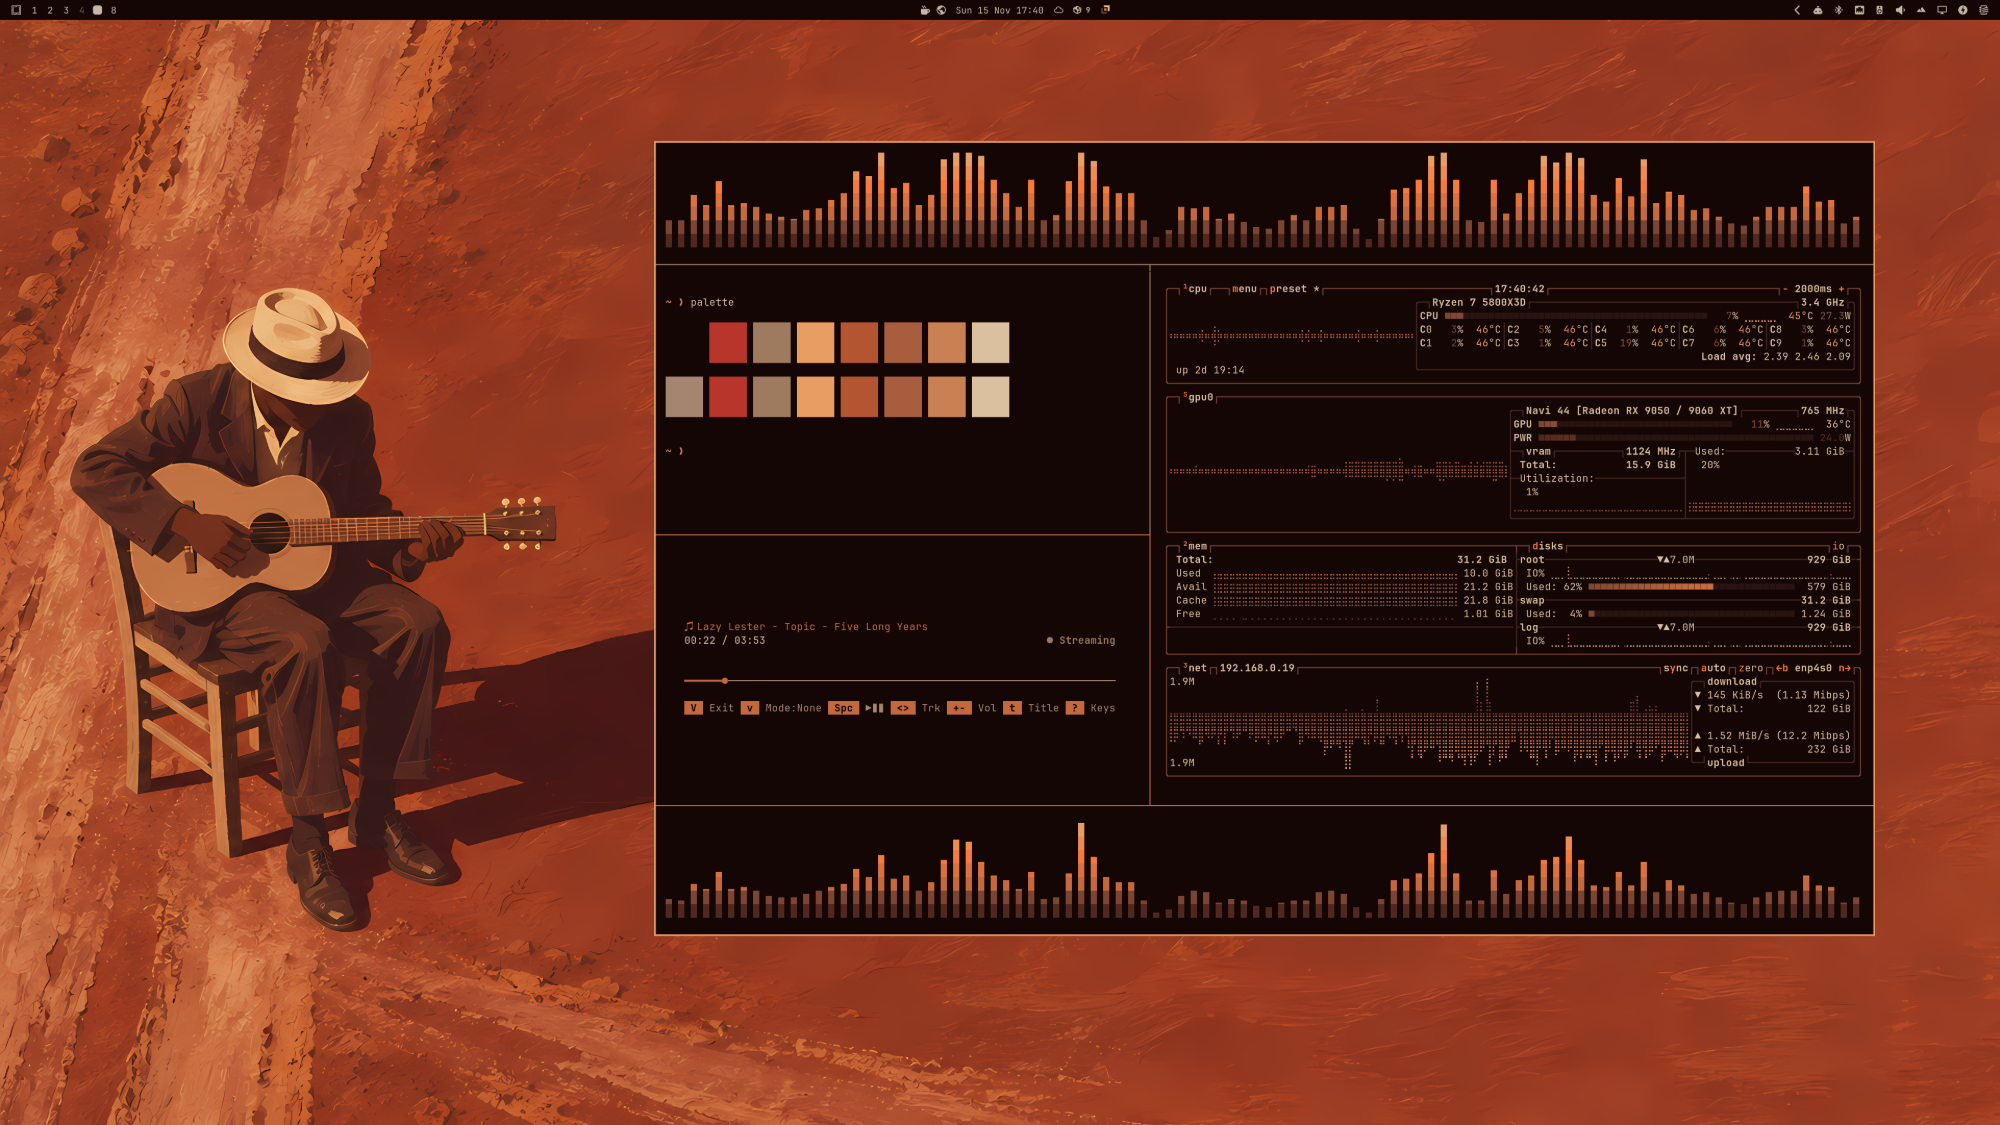 1 2 3 4 8
Sun 15 Nov 17:40 9
~ ❯ palette
~ ❯
Lazy Lester - Topic - Five Long Years
00:22 / 03:53 ● Streaming
V Exit v Mode:None Spc ▶▮▮ <> Trk +- Vol t Title ? Keys
¹cpu menu preset * 17:40:42 - 2000ms +
Ryzen 7 5800X3D 3.4 GHz
CPU 7% 45°C 27.3W
C0 3% 46°C C2 5% 46°C C4 1% 46°C C6 6% 46°C C8 3% 46°C
C1 2% 46°C C3 1% 46°C C5 19% 46°C C7 6% 46°C C9 1% 46°C
Load avg: 2.39 2.46 2.09
up 2d 19:14
⁵gpu0
Navi 44 [Radeon RX 9050 / 9060 XT] 765 MHz
GPU 11% 36°C
PWR 24.0W
vram 1124 MHz Used: 3.11 GiB
Total: 15.9 GiB 20%
Utilization:
1%
²mem disks io
Total: 31.2 GiB root ▼▲7.0M 929 GiB
Used 10.0 GiB IO%
Avail 21.2 GiB Used: 62% 579 GiB
Cache 21.8 GiB swap 31.2 GiB
Free 1.01 GiB Used: 4% 1.24 GiB
log ▼▲7.0M 929 GiB
IO%
³net 192.168.0.19 sync auto zero ←b enp4s0 n→
1.9M download
▼ 145 KiB/s (1.13 Mibps)
▼ Total: 122 GiB
▲ 1.52 MiB/s (12.2 Mibps)
▲ Total: 232 GiB
1.9M upload